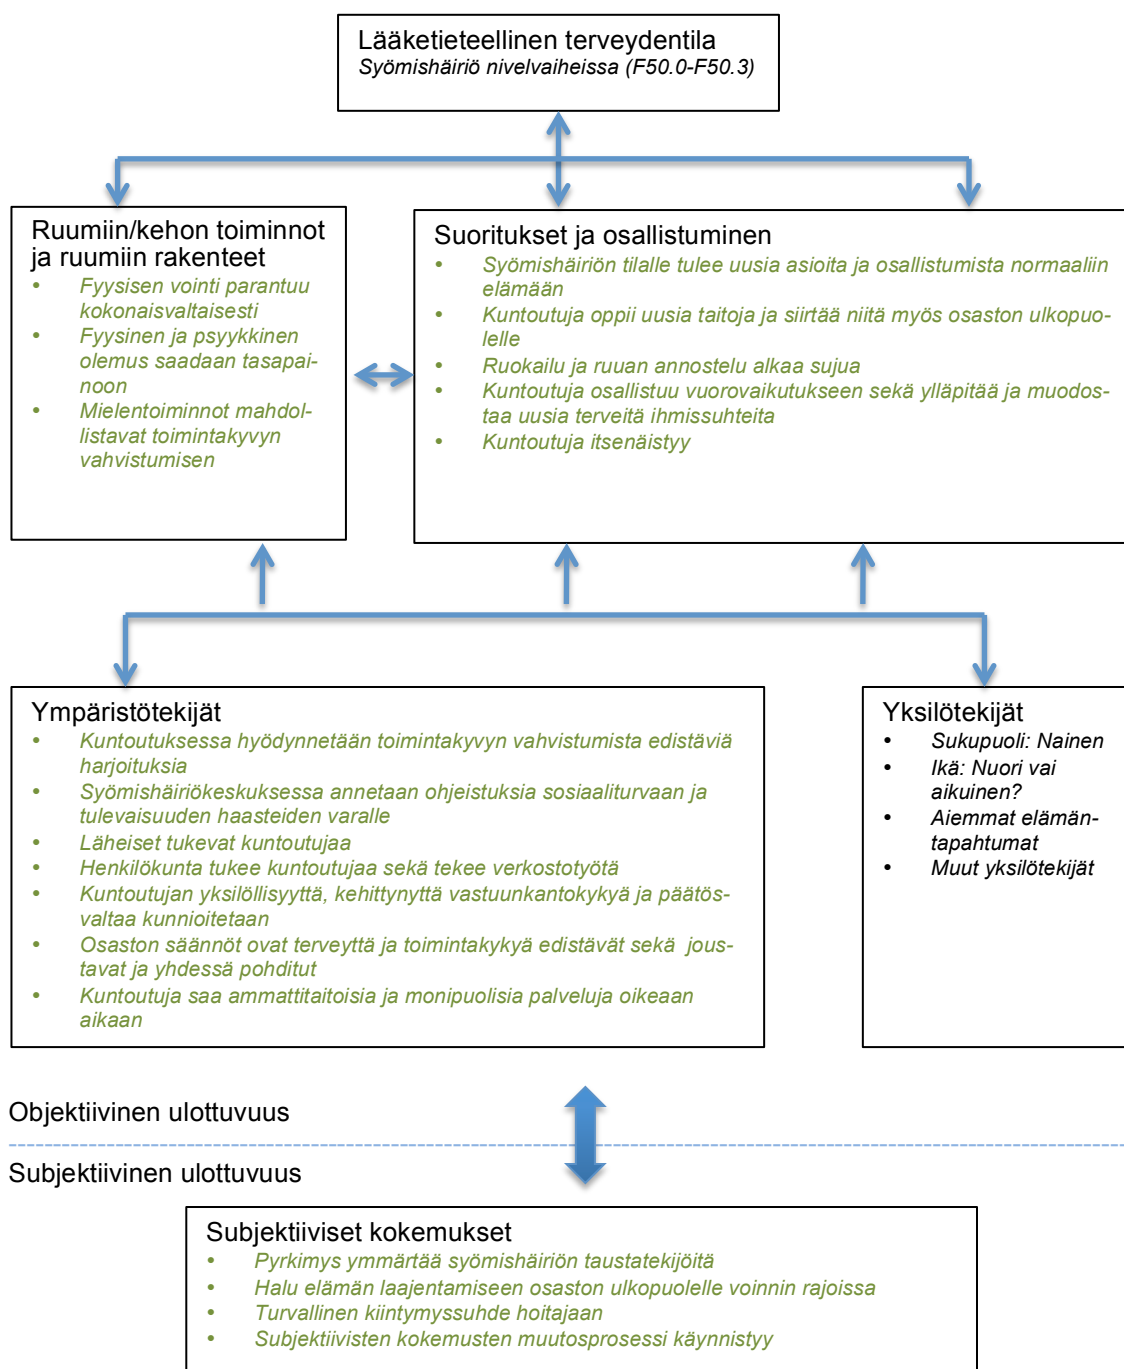 Lääketieteellinen terveydentila
Syömishäiriö nivelvaiheissa (F50.0-F50.3)
Ruumiin/kehon toiminnot
ja ruumiin rakenteet
• Fyysisen vointi parantuu
kokonaisvaltaisesti
• Fyysinen ja psyykkinen
olemus saadaan tasapai-
noon
• Mielentoiminnot mahdol-
listavat toimintakyvyn
vahvistumisen
Suoritukset ja osallistuminen
• Syömishäiriön tilalle tulee uusia asioita ja osallistumista normaaliin
elämään
• Kuntoutuja oppii uusia taitoja ja siirtää niitä myös osaston ulkopuo-
lelle
• Ruokailu ja ruuan annostelu alkaa sujua
• Kuntoutuja osallistuu vuorovaikutukseen sekä ylläpitää ja muodos-
taa uusia terveitä ihmissuhteita
• Kuntoutuja itsenäistyy
Ympäristötekijät
• Kuntoutuksessa hyödynnetään toimintakyvyn vahvistumista edistäviä
harjoituksia
• Syömishäiriökeskuksessa annetaan ohjeistuksia sosiaaliturvaan ja
tulevaisuuden haasteiden varalle
• Läheiset tukevat kuntoutujaa
• Henkilökunta tukee kuntoutujaa sekä tekee verkostotyötä
• Kuntoutujan yksilöllisyyttä, kehittynyttä vastuunkantokykyä ja päätös-
valtaa kunnioitetaan
• Osaston säännöt ovat terveyttä ja toimintakykyä edistävät sekä jous-
tavat ja yhdessä pohditut
• Kuntoutuja saa ammattitaitoisia ja monipuolisia palveluja oikeaan
aikaan
Yksilötekijät
• Sukupuoli: Nainen
• Ikä: Nuori vai
aikuinen?
• Aiemmat elämän-
tapahtumat
• Muut yksilötekijät
Objektiivinen ulottuvuus
Subjektiivinen ulottuvuus
Subjektiiviset kokemukset
• Pyrkimys ymmärtää syömishäiriön taustatekijöitä
• Halu elämän laajentamiseen osaston ulkopuolelle voinnin rajoissa
• Turvallinen kiintymyssuhde hoitajaan
• Subjektiivisten kokemusten muutosprosessi käynnistyy